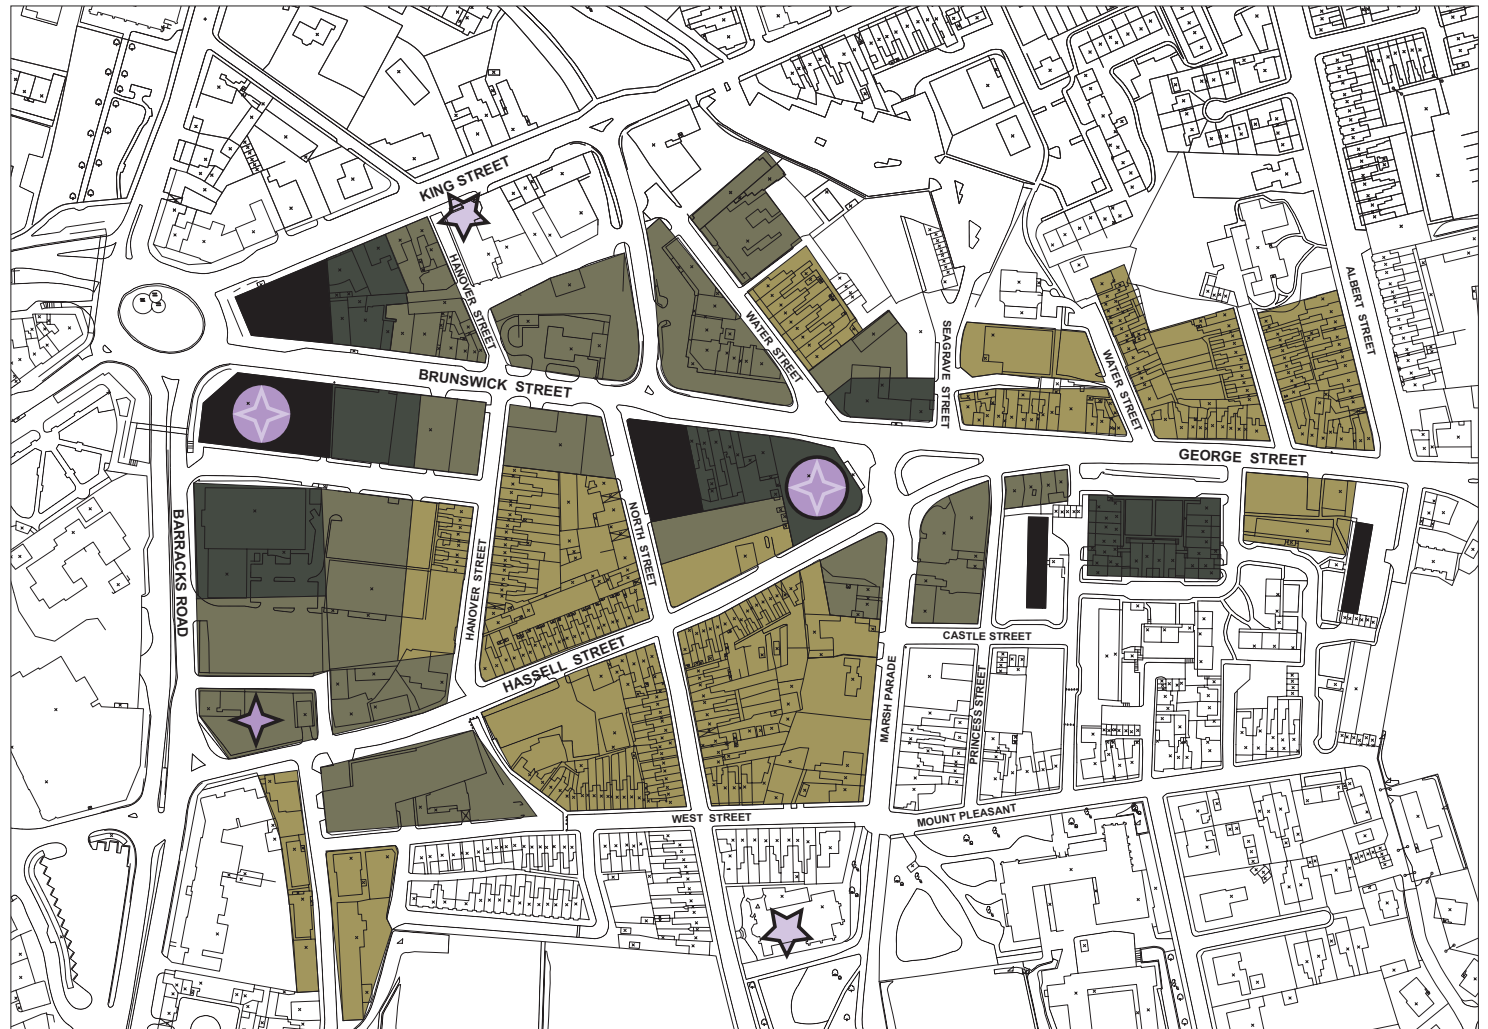 KING STREET
HANOVER STREET
BRUNSWICK STREET
WATER STREET
SEAGRAVE STREET
WATER STREET
ALBERT STREET
GEORGE STREET
BARRACKS ROAD
HANOVER STREET
NORTH STREET
HASSELL STREET
CASTLE STREET
MARSH PARADE
PRINCESS STREET
WEST STREET
MOUNT PLEASANT